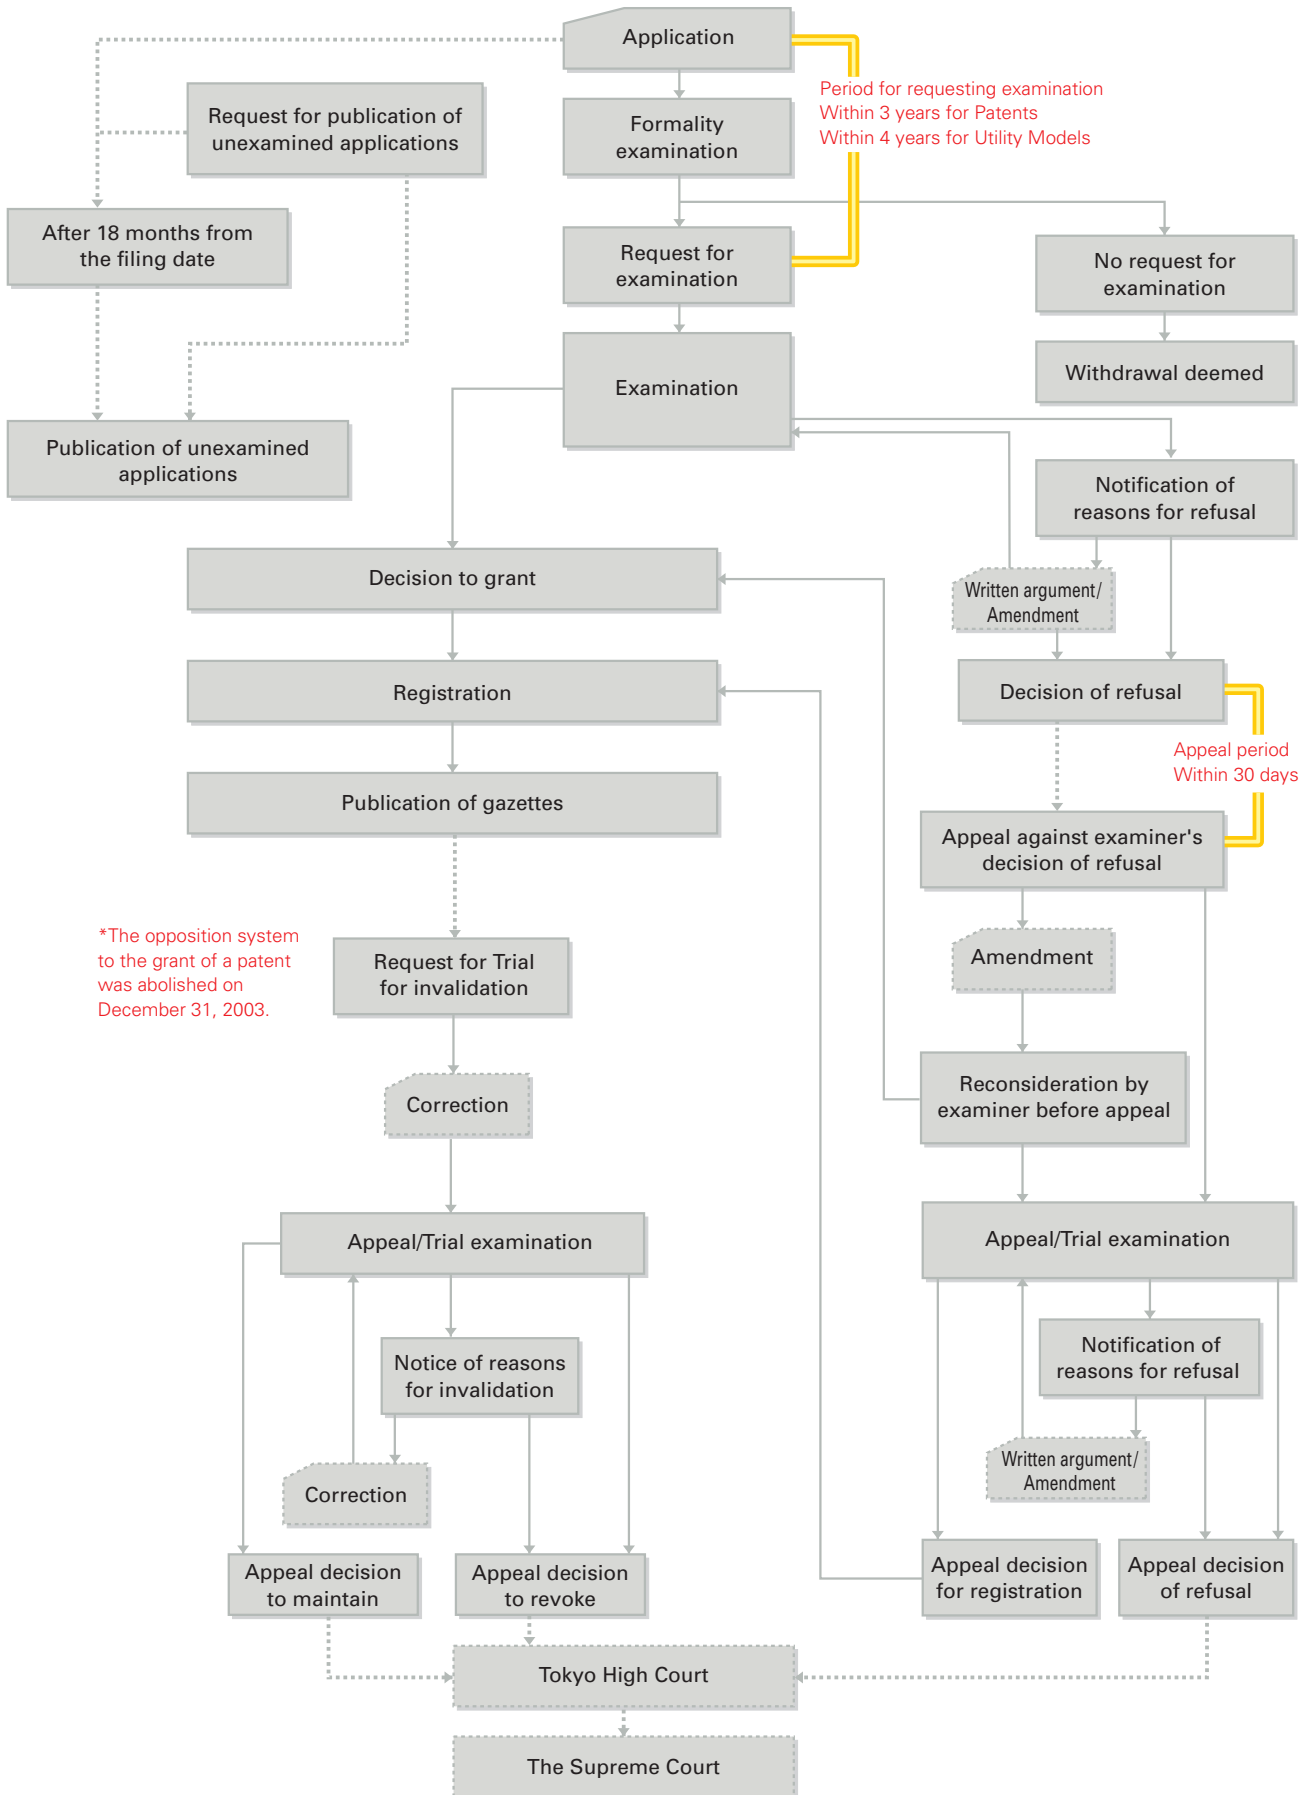 Application
Period for requesting examination
Within 3 years for Patents
Within 4 years for Utility Models
Request for publication of
unexamined applications
Formality
examination
After 18 months from
the filing date
Request for
examination
No request for
examination
Examination
Withdrawal deemed
Publication of unexamined
applications
Notification of
reasons for refusal
Decision to grant
Written argument/
Amendment
Registration
Decision of refusal
Appeal period
Within 30 days
Publication of gazettes
Appeal against examiner's
decision of refusal
*The opposition system
to the grant of a patent
was abolished on
December 31, 2003.
Request for Trial
for invalidation
Amendment
Correction
Reconsideration by
examiner before appeal
Appeal/Trial examination
Appeal/Trial examination
Notice of reasons
for invalidation
Notification of
reasons for refusal
Correction
Written argument/
Amendment
Appeal decision
to maintain
Appeal decision
to revoke
Appeal decision
for registration
Appeal decision
of refusal
Tokyo High Court
The Supreme Court